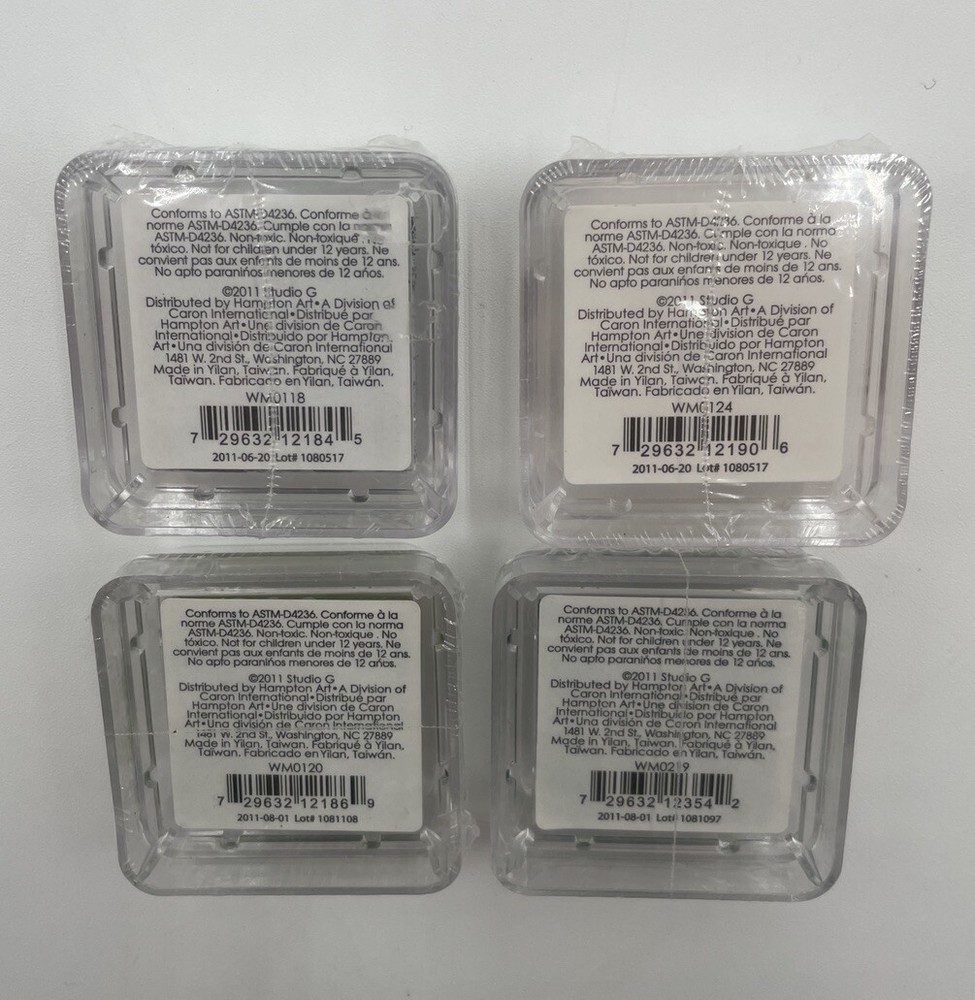 Conforms to ASTM-D4236. Conforme à la
norme ASTM-D4236. Cumple con la
ASTM-D4236. Non-toxic. Non-toxique . No
tóxico. Not for children under 12 years. Ne
convient pas aux enfants de moins de 12 ans.
No apto paraniños menores de 12 años.
©2011 Studio G
Distributed by Hampton Art•A Division of
Caron International•Distribué par
Hampton Art•Une division de Caron
International•Distribuido por Hampton
Art•Una división de Caron International
1481 W. 2nd St., Washington, NC 27889
Made in Yilan, Taiwan. Fabriqué à Yilan,
Taïwan. Fabricado en Yilan, Taiwán.
WM0118
7 29632 12184 5
2011-06-20 Lot# 1080517
Conforms to ASTM-D4236. Conforme à la
norme ASTM-D4236. Cumple con la norma
ASTM-D4236. Non-toxic. Non-toxique . No
tóxico. Not for children under 12 years. Ne
convient pas aux enfants de moins de 12 ans.
No apto paraniños menores de 12 años.
©2011 Studio G
Distributed by Hampton Art•A Division of
Caron International•Distribué par
Hampton Art•Une division de Caron
International•Distribuido por Hampton
Art•Una división de Caron International
1481 W. 2nd St., Washington, NC 27889
Made in Yilan, Taiwan. Fabriqué à Yilan,
Taïwan. Fabricado en Yilan, Taiwán.
WM0124
7 29632 12190 6
2011-06-20 Lot# 1080517
Conforms to ASTM-D4236. Conforme à la
norme ASTM-D4236. Cumple con la norma
ASTM-D4236. Non-toxic. Non-toxique . No
tóxico. Not for children under 12 years. Ne
convient pas aux enfants de moins de 12 ans.
No apto paraniños menores de 12 años.
©2011 Studio G
Distributed by Hampton Art•A Division of
Caron International•Distribué par
Hampton Art•Une division de Caron
International•Distribuido por Hampton
Art•Una división de Caron International
1481 W. 2nd St., Washington, NC 27889
Made in Yilan, Taiwan. Fabriqué à Yilan,
Taïwan. Fabricado en Yilan, Taiwán.
WM0120
7 29632 12186 9
2011-08-01 Lot# 1081108
Conforms to ASTM-D4236. Conforme à la
norme ASTM-D4236. Cumple con la norma
ASTM-D4236. Non-toxic. Non-toxique . No
tóxico. Not for children under 12 years. Ne
convient pas aux enfants de moins de 12 ans.
No apto paraniños menores de 12 años.
©2011 Studio G
Distributed by Hampton Art•A Division of
Caron International•Distribué par
Hampton Art•Une division de Caron
International•Distribuido por Hampton
Art•Una división de Caron International
1481 W. 2nd St., Washington, NC 27889
Made in Yilan, Taiwan. Fabriqué à Yilan,
Taïwan. Fabricado en Yilan, Taiwán.
7 29632 12354 2
2011-08-01 Lot# 1081097